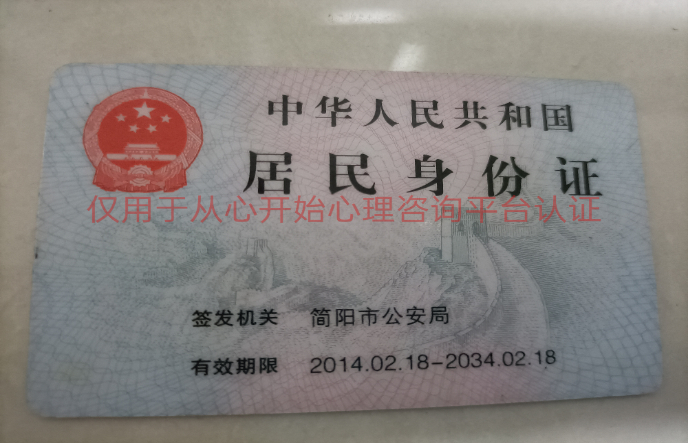 中华人民共和国
居民身份证
仅用于从心开始心理咨询平台认证
签发机关 简阳市公安局
有效期限 2014.02.18-2034.02.18